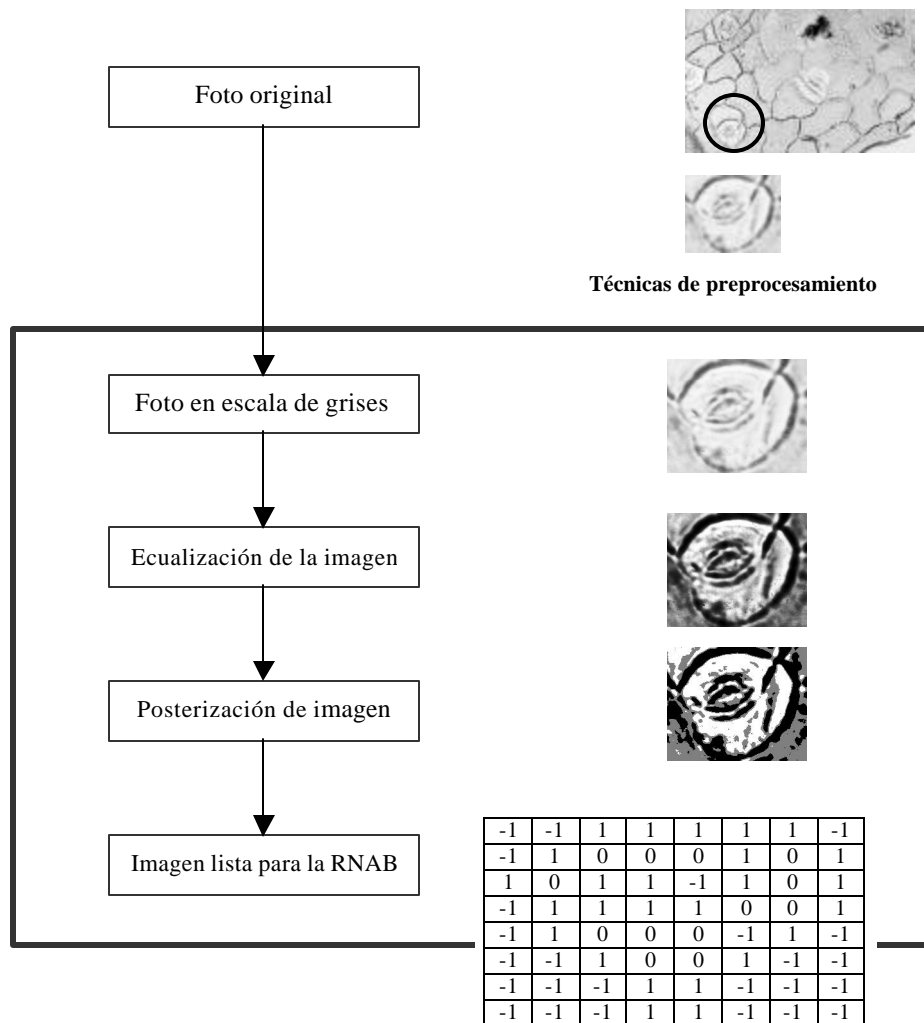 Foto original
Técnicas de preprocesamiento
Foto en escala de grises
Ecualización de la imagen
Posterización de imagen
Imagen lista para la RNAB
-1 -1 1 1 1 1 1 -1
-1 1 0 0 0 1 0 1
1 0 1 1 -1 1 0 1
-1 1 1 1 1 0 0 1
-1 1 0 0 0 -1 1 -1
-1 -1 1 0 0 1 -1 -1
-1 -1 -1 1 1 -1 -1 -1
-1 -1 -1 1 1 -1 -1 -1